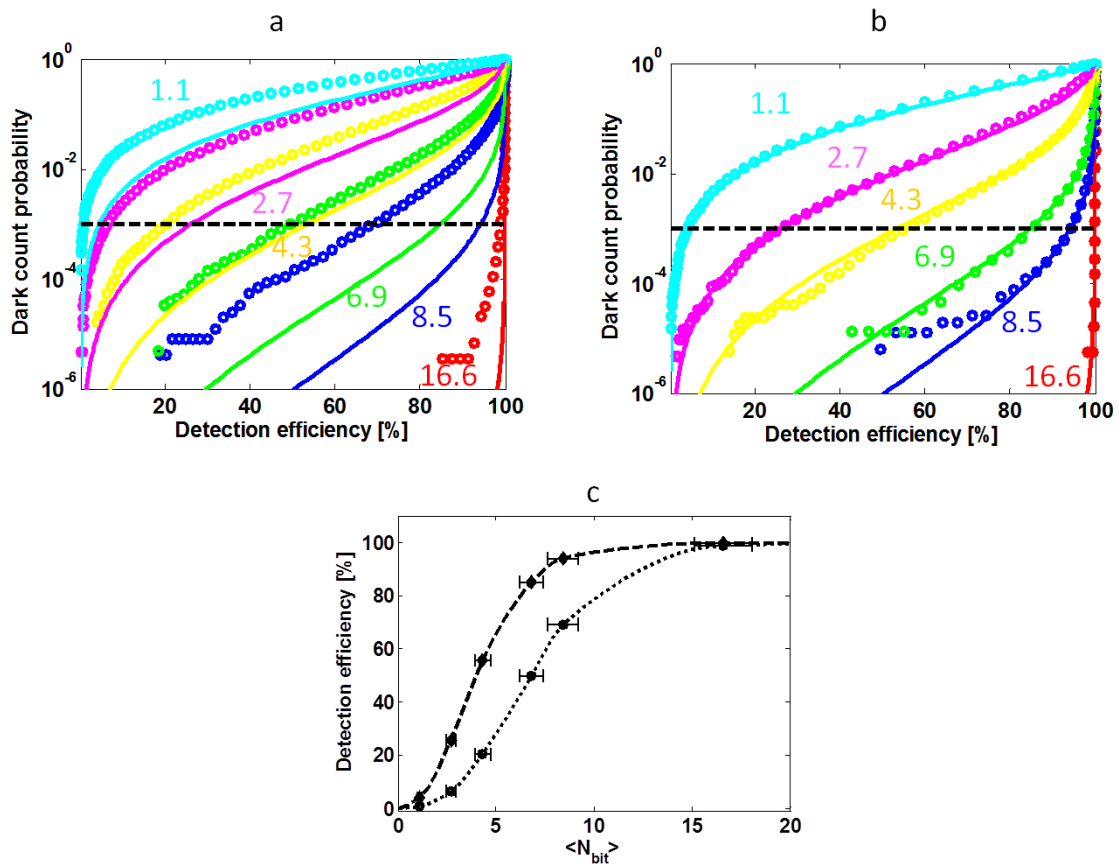 a
b
Dark count probability
10^0
10^-2
10^-4
10^-6
1.1
2.7
4.3
6.9
8.5
16.6
20 40 60 80 100
Detection efficiency [%]
Dark count probability
10^0
10^-2
10^-4
10^-6
1.1
2.7
4.3
6.9
8.5
16.6
20 40 60 80 100
Detection efficiency [%]
c
Detection efficiency [%]
100
80
60
40
20
0
0 5 10 15 20
<N_bit>